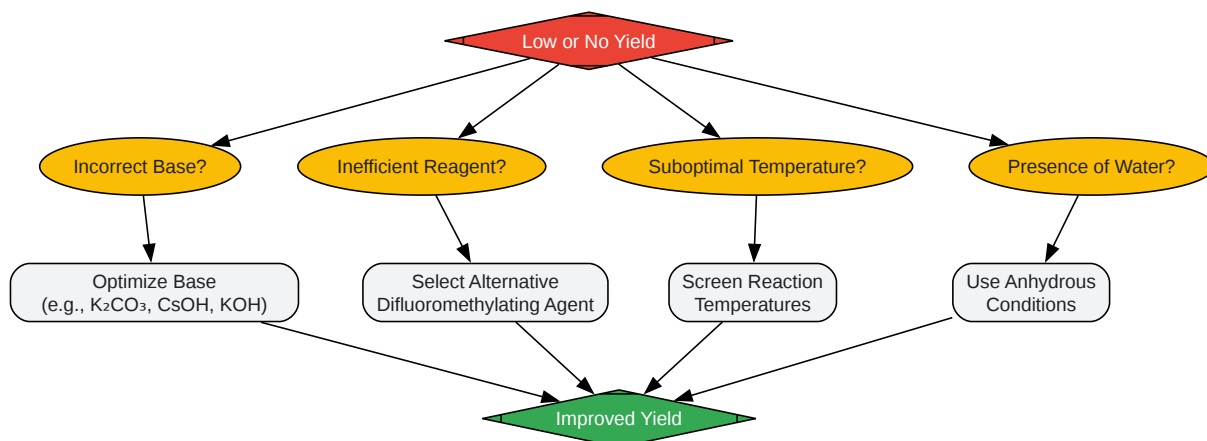 Low or No Yield
Incorrect Base?
Inefficient Reagent?
Suboptimal Temperature?
Presence of Water?
Optimize Base
(e.g., K₂CO₃, CsOH, KOH)
Select Alternative
Difluoromethylating Agent
Screen Reaction
Temperatures
Use Anhydrous
Conditions
Improved Yield